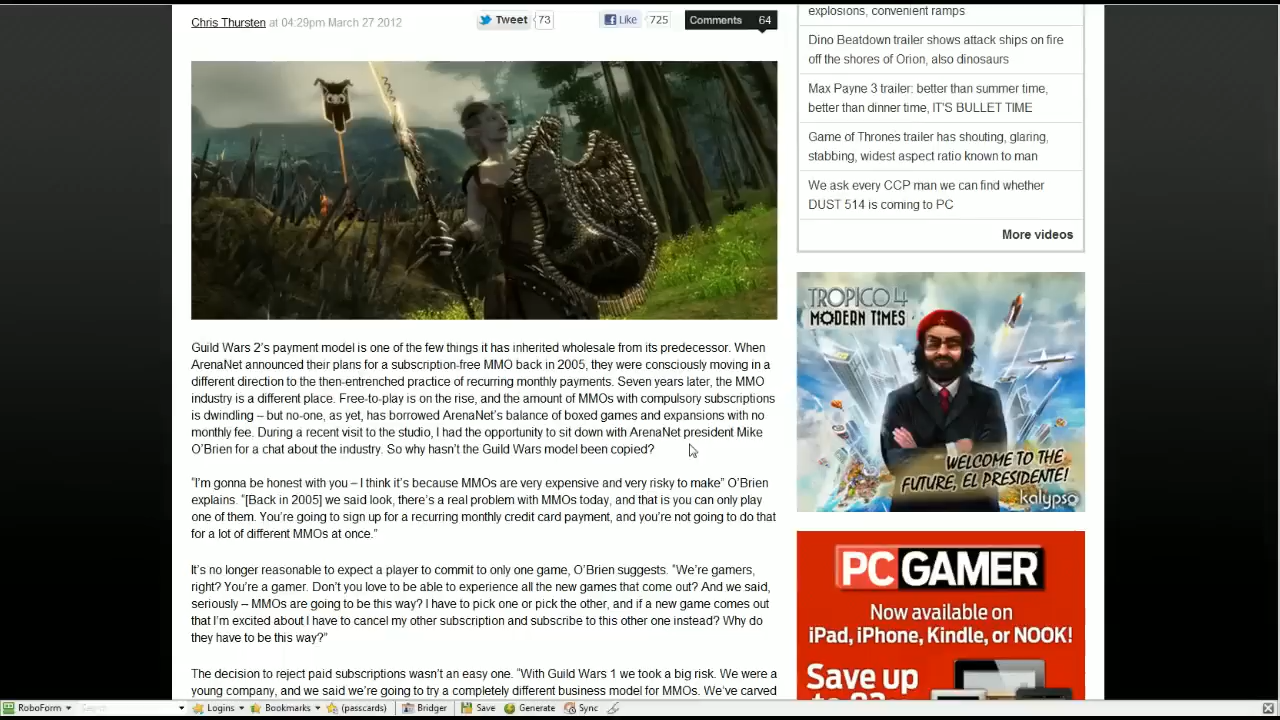 Chris Thursten at 04:29pm March 27 2012
Tweet 73
Like 725
Comments 64
Guild Wars 2's payment model is one of the few things it has inherited wholesale from its predecessor. When
ArenaNet announced their plans for a subscription-free MMO back in 2005, they were consciously moving in a
different direction to the then-entrenched practice of recurring monthly payments. Seven years later, the MMO
industry is a different place. Free-to-play is on the rise, and the amount of MMOs with compulsory subscriptions
is dwindling – but no-one, as yet, has borrowed ArenaNet's balance of boxed games and expansions with no
monthly fee. During a recent visit to the studio, I had the opportunity to sit down with ArenaNet president Mike
O'Brien for a chat about the industry. So why hasn't the Guild Wars model been copied?
"I'm gonna be honest with you – I think it's because MMOs are very expensive and very risky to make" O'Brien
explains. "[Back in 2005] we said look, there's a real problem with MMOs today, and that is you can only play
one of them. You're going to sign up for a recurring monthly credit card payment, and you're not going to do that
for a lot of different MMOs at once."
It's no longer reasonable to expect a player to commit to only one game, O'Brien suggests. "We're gamers,
right? You're a gamer. Don't you love to be able to experience all the new games that come out? And we said,
seriously – MMOs are going to be this way? I have to pick one or pick the other, and if a new game comes out
that I'm excited about I have to cancel my other subscription and subscribe to this other one instead? Why do
they have to be this way?"
The decision to reject paid subscriptions wasn't an easy one. "With Guild Wars 1 we took a big risk. We were a
young company, and we said we're going to try a completely different business model for MMOs. We've carved
explosions, convenient ramps
Dino Beatdown trailer shows attack ships on fire
off the shores of Orion, also dinosaurs
Max Payne 3 trailer: better than summer time,
better than dinner time, IT'S BULLET TIME
Game of Thrones trailer has shouting, glaring,
stabbing, widest aspect ratio known to man
We ask every CCP man we can find whether
DUST 514 is coming to PC
More videos
TROPICO 4
MODERN TIMES
WELCOME TO THE
FUTURE, EL PRESIDENTE!
kalypso
PC GAMER
Now available on
iPad, iPhone, Kindle, or NOOK!
Save up
RoboForm Search Logins Bookmarks (passcards) Bridger Save Generate Sync